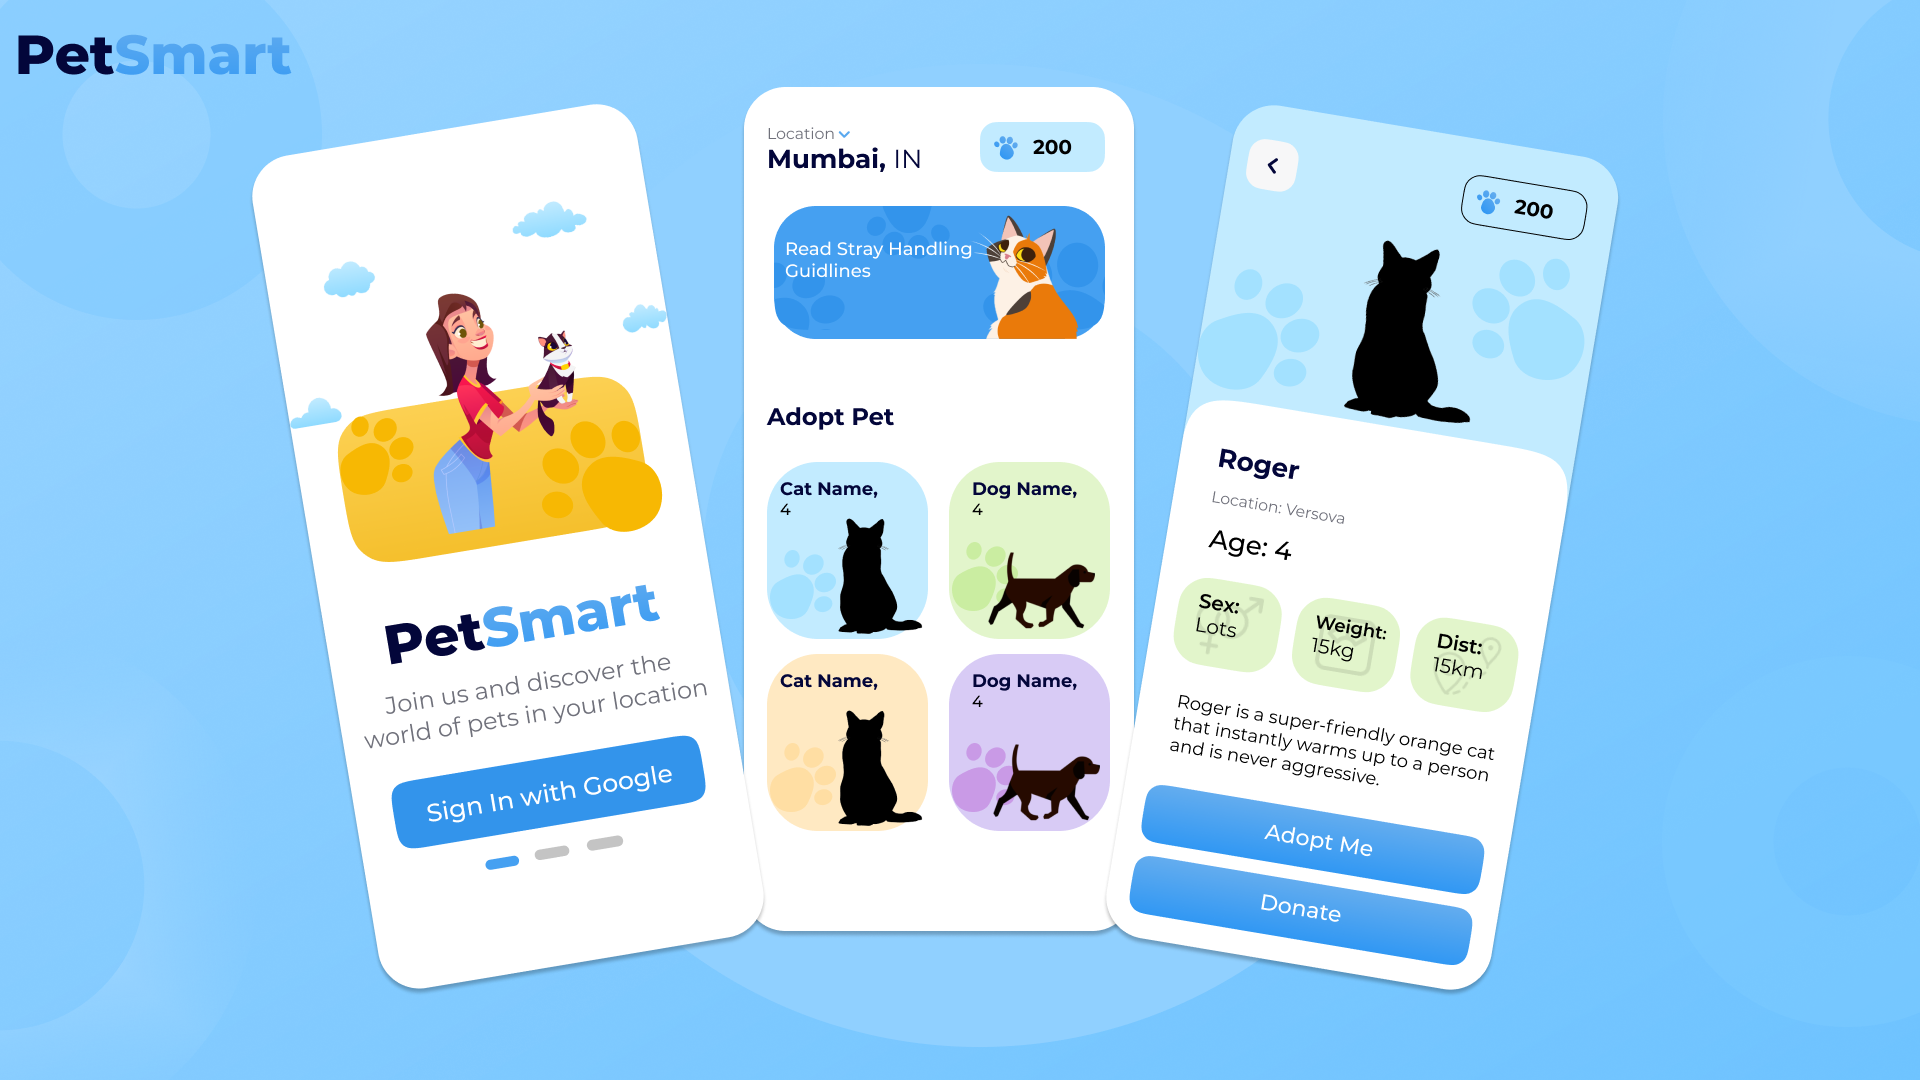 PetSmart
PetSmart
Join us and discover the
world of pets in your location
Sign In with Google
Location
Mumbai, IN
200
Read Stray Handling
Guidlines
Adopt Pet
Cat Name,
4
Dog Name,
4
Cat Name,
Dog Name,
4
200
Roger
Location: Versova
Age: 4
Sex:
Lots
Weight:
15kg
Dist:
15km
Roger is a super-friendly orange cat
that instantly warms up to a person
and is never aggressive.
Adopt Me
Donate